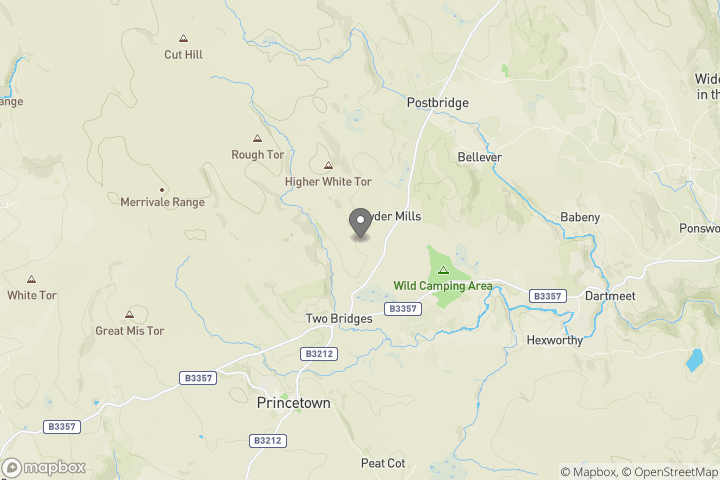 Cut Hill
Postbridge
Wide
in th
ange
Rough Tor
Bellever
Higher White Tor
Merrivale Range
wder Mills
Babeny
Ponswo
White Tor
Wild Camping Area
B3357
Dartmeet
B3357
Great Mis Tor
Two Bridges
Hexworthy
B3212
B3357
Princetown
B3357
B3212
Peat Cot
mapbox
© Mapbox, © OpenStreetMap